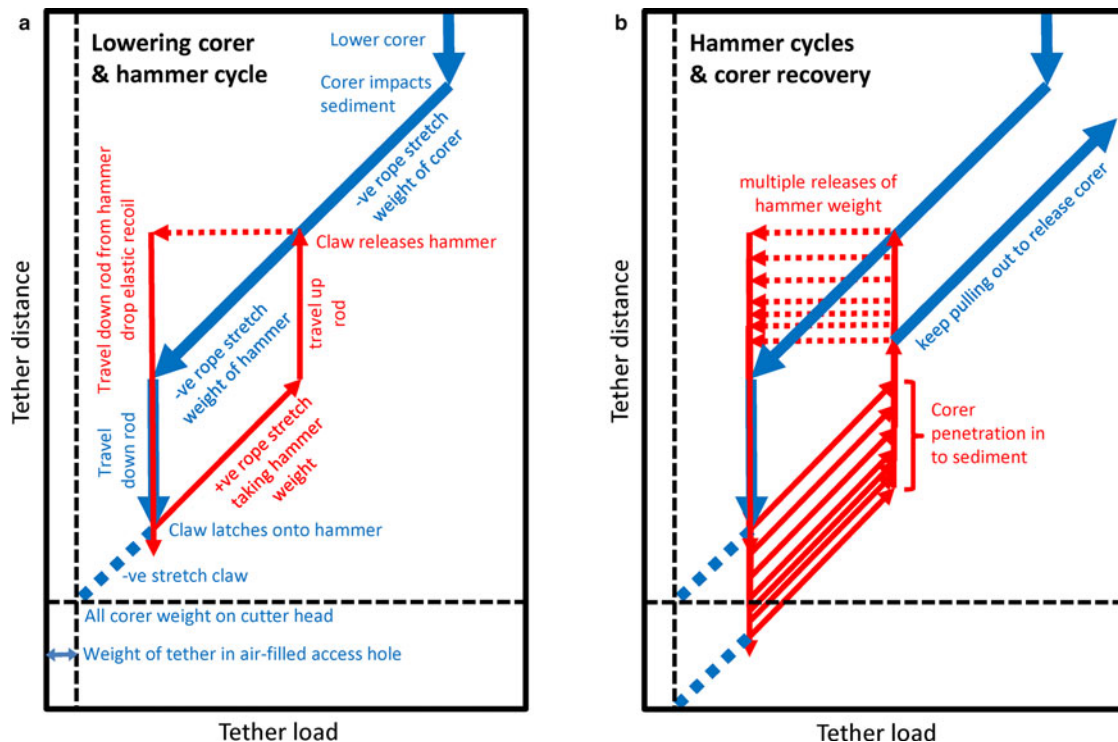 a
Lowering corer
& hammer cycle
Lower corer
Corer impacts
sediment
-ve rope stretch
weight of corer
Claw releases hammer
Travel down rod from hammer
drop elastic recoil
travel up
rod
-ve rope stretch
weight of hammer
Travel
down rod
+ve rope stretch
taking hammer
weight
Claw latches onto hammer
-ve stretch claw
All corer weight on cutter head
Weight of tether in air-filled access hole
Tether distance
Tether load
b
Hammer cycles
& corer recovery
multiple releases of
hammer weight
keep pulling out to release corer
Corer
penetration in
to sediment
Tether distance
Tether load